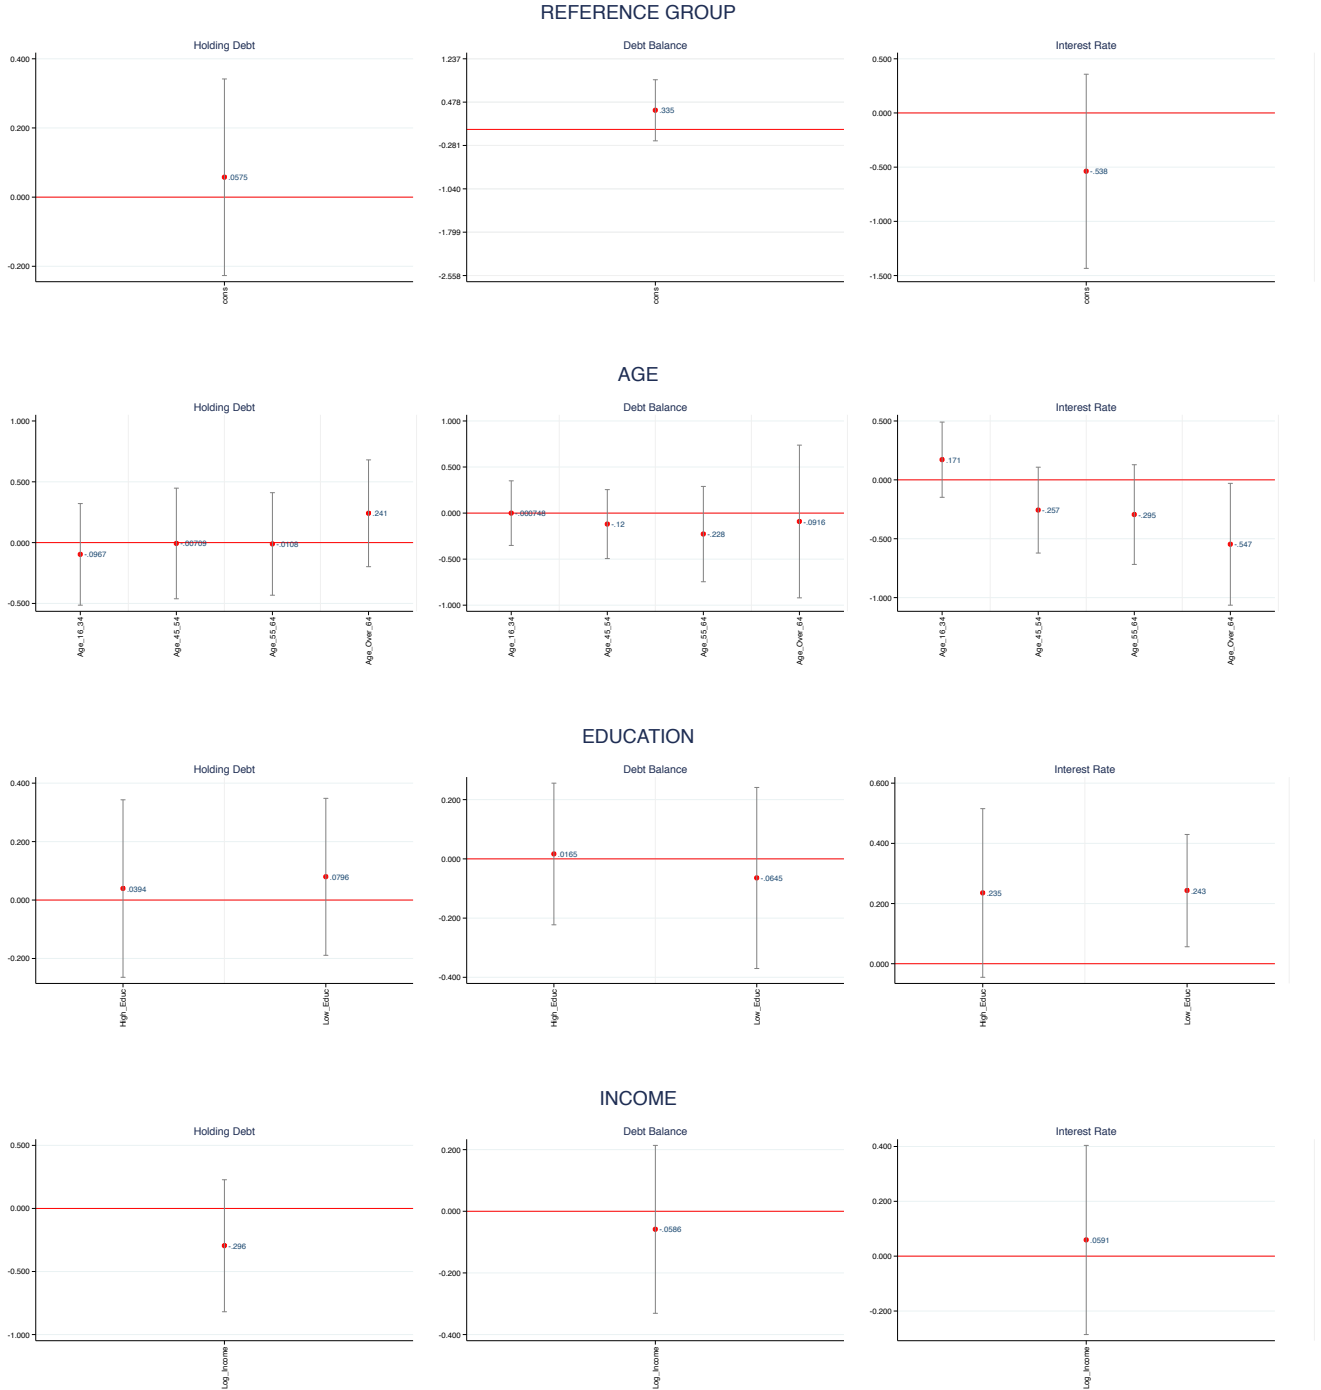 REFERENCE GROUP
Holding Debt
0.400
0.200
0.000
-0.200
.0575
cons
Debt Balance
1.237
0.478
-0.281
-1.040
-1.799
-2.558
.335
cons
Interest Rate
0.500
0.000
-0.500
-1.000
-1.500
-.538
cons
AGE
Holding Debt
1.000
0.500
0.000
-0.500
-.0967
-.00709
-.0108
.241
Age_16_34
Age_45_54
Age_55_64
Age_Over_64
Debt Balance
1.000
0.500
0.000
-0.500
-1.000
-.000748
-.12
-.228
-.0916
Age_16_34
Age_45_54
Age_55_64
Age_Over_64
Interest Rate
0.500
0.000
-0.500
-1.000
.171
-.257
-.295
-.547
Age_16_34
Age_45_54
Age_55_64
Age_Over_64
EDUCATION
Holding Debt
0.400
0.200
0.000
-0.200
.0394
.0796
High_Educ
Low_Educ
Debt Balance
0.200
0.000
-0.200
-0.400
.0165
-.0645
High_Educ
Low_Educ
Interest Rate
0.600
0.400
0.200
0.000
.235
.243
High_Educ
Low_Educ
INCOME
Holding Debt
0.500
0.000
-0.500
-1.000
-.296
Log_Income
Debt Balance
0.200
0.000
-0.200
-0.400
-.0586
Log_Income
Interest Rate
0.400
0.200
0.000
-0.200
.0591
Log_Income